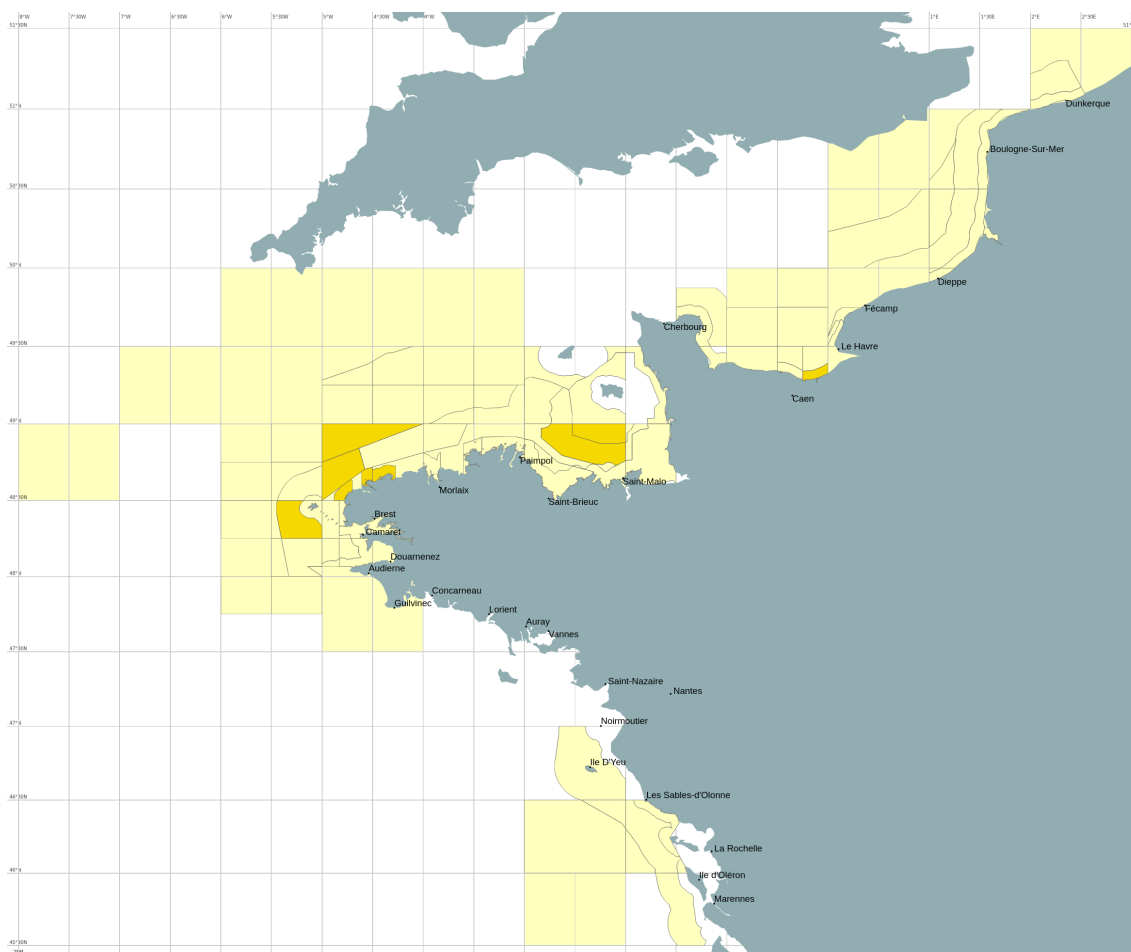 8°W 7°30W 7°W 6°30W 6°W 5°30W 5°W 4°30W 4°W 1°E 1°30E 2°E 2°30E
51°30N
51°N
Dunkerque
Boulogne-Sur-Mer
50°30N
50°N
Dieppe
Fécamp
Cherbourg
49°30N
Le Havre
Caen
49°N
Paimpol
Saint-Malo
Morlaix
48°30N
Saint-Brieuc
Brest
Camaret
Douarnenez
Audierne
48°N
Concarneau
Guilvinec
Lorient
Auray
Vannes
47°30N
Saint-Nazaire
Nantes
Noirmoutier
47°N
Ile D'Yeu
Les Sables-d'Olonne
46°30N
La Rochelle
46°N
Ile d'Oléron
Marennes
45°30N